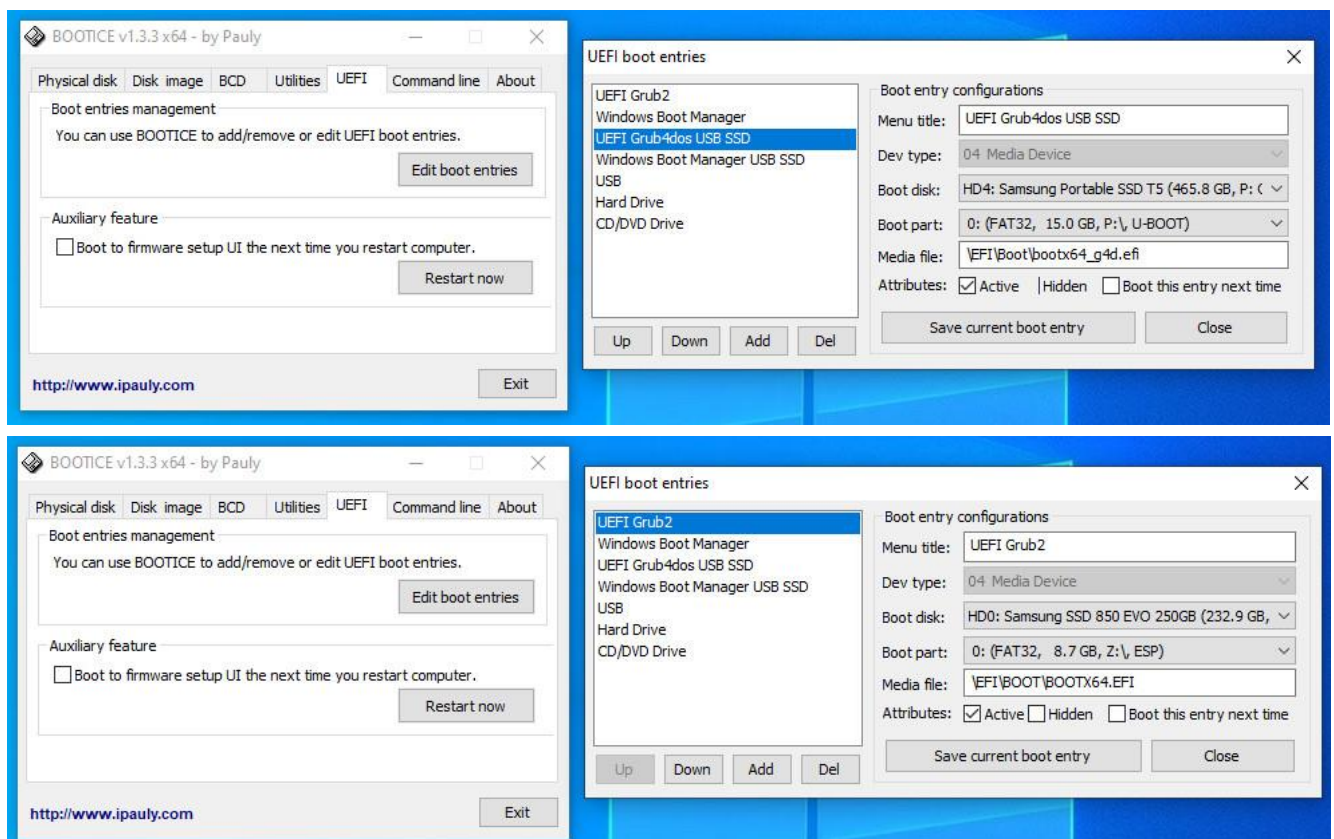 BOOTICE v1.3.3 x64 - by Pauly
Physical disk Disk image BCD Utilities UEFI Command line About
Boot entries management
You can use BOOTICE to add/remove or edit UEFI boot entries.
Edit boot entries
Auxiliary feature
Boot to firmware setup UI the next time you restart computer.
Restart now
http://www.ipauly.com
Exit
UEFI boot entries
UEFI Grub2
Windows Boot Manager
UEFI Grub4dos USB SSD
Windows Boot Manager USB SSD
USB
Hard Drive
CD/DVD Drive
Up Down Add Del
Boot entry configurations
Menu title: UEFI Grub4dos USB SSD
Dev type: 04 Media Device
Boot disk: HD4: Samsung Portable SSD T5 (465.8 GB, P: (
Boot part: 0: (FAT32, 15.0 GB, P:\, U-BOOT)
Media file: \EFI\Boot\bootx64_g4d.efi
Attributes: Active Hidden Boot this entry next time
Save current boot entry Close
BOOTICE v1.3.3 x64 - by Pauly
Physical disk Disk image BCD Utilities UEFI Command line About
Boot entries management
You can use BOOTICE to add/remove or edit UEFI boot entries.
Edit boot entries
Auxiliary feature
Boot to firmware setup UI the next time you restart computer.
Restart now
http://www.ipauly.com
Exit
UEFI boot entries
UEFI Grub2
Windows Boot Manager
UEFI Grub4dos USB SSD
Windows Boot Manager USB SSD
USB
Hard Drive
CD/DVD Drive
Up Down Add Del
Boot entry configurations
Menu title: UEFI Grub2
Dev type: 04 Media Device
Boot disk: HD0: Samsung SSD 850 EVO 250GB (232.9 GB,
Boot part: 0: (FAT32, 8.7 GB, Z:\, ESP)
Media file: \EFI\BOOT\BOOTX64.EFI
Attributes: Active Hidden Boot this entry next time
Save current boot entry Close